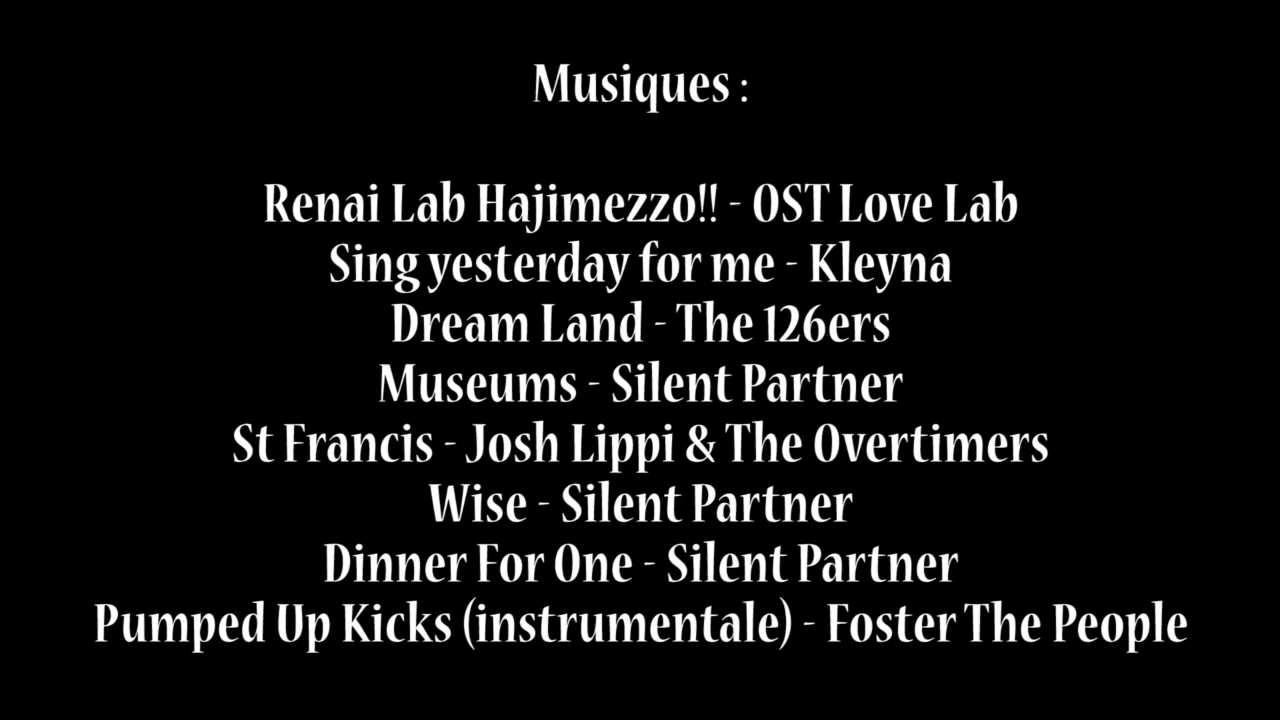 Musiques :
Renai Lab Hajimezzo!! - OST Love Lab
Sing yesterday for me - Kleyna
Dream Land - The 126ers
Museums - Silent Partner
St Francis - Josh Lippi & The Overtimers
Wise - Silent Partner
Dinner For One - Silent Partner
Pumped Up Kicks (instrumentale) - Foster The People